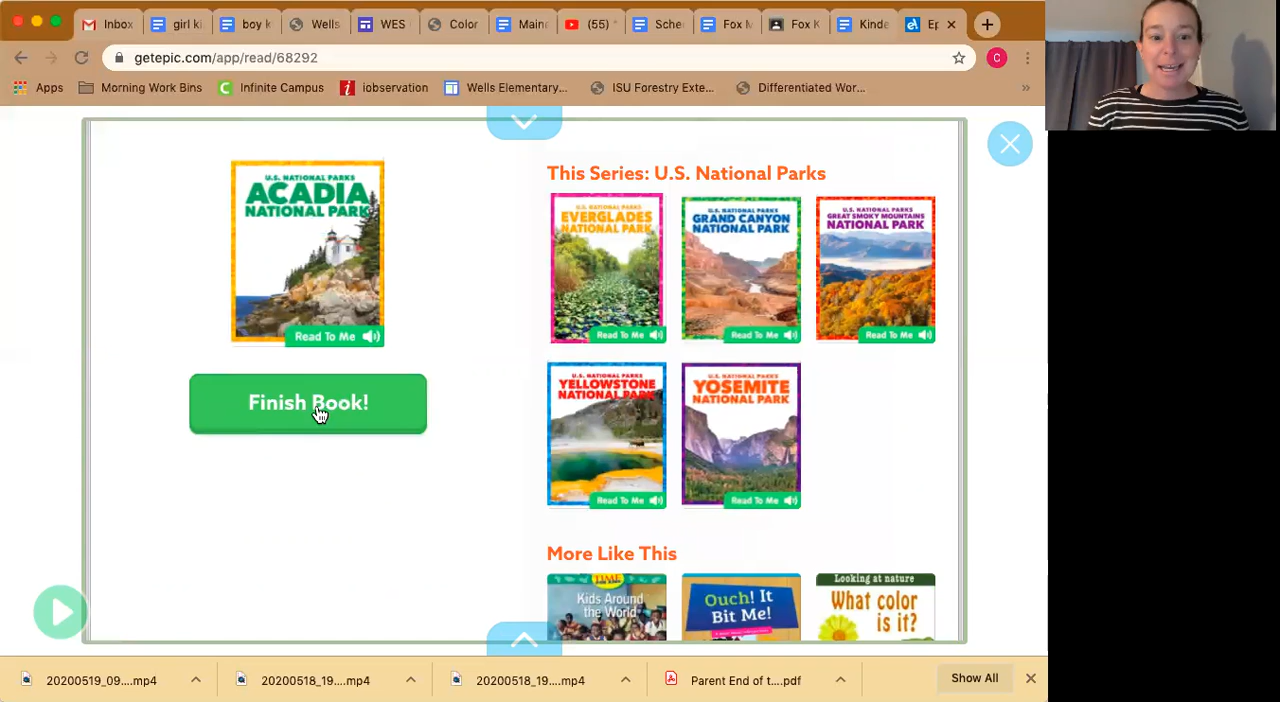 Inbox
girl ki
boy k
Wells
WES
Color
Maine
(55)
Scher
Fox M
Fox K
Kinde
Ep
getepic.com/app/read/68292
C
Apps
Morning Work Bins
Infinite Campus
iobservation
Wells Elementary...
ISU Forestry Exte...
Differentiated Wor...
»
U.S. NATIONAL PARKS
ACADIA
NATIONAL PARK
Read To Me
Finish Book!
This Series: U.S. National Parks
U.S. NATIONAL PARKS
EVERGLADES
NATIONAL PARK
Read To Me
U.S. NATIONAL PARKS
GRAND CANYON
NATIONAL PARK
Read To Me
U.S. NATIONAL PARKS
GREAT SMOKY MOUNTAINS
NATIONAL PARK
Read To Me
U.S. NATIONAL PARKS
YELLOWSTONE
NATIONAL PARK
Read To Me
U.S. NATIONAL PARKS
YOSEMITE
NATIONAL PARK
Read To Me
More Like This
TIME
Kids Around
the World
Ouch! It
Bit Me!
Looking at nature
What color
is it?
20200519_09....mp4
20200518_19....mp4
20200518_19....mp4
Parent End of t....pdf
Show All